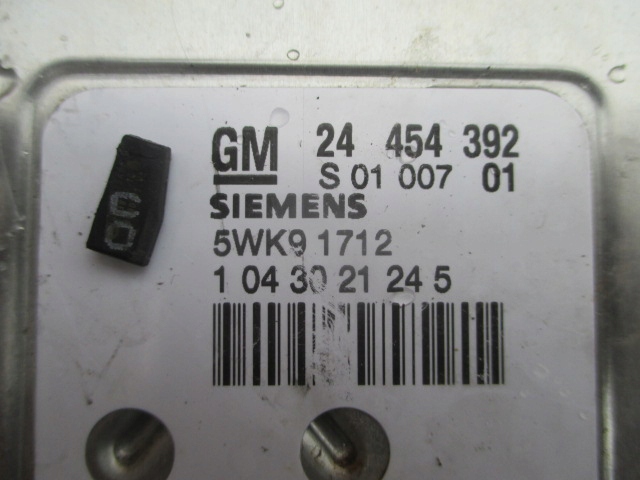 GM 24 454 392
S 01 007 01
SIEMENS
5WK9 1712
1 04 30 21 24 5